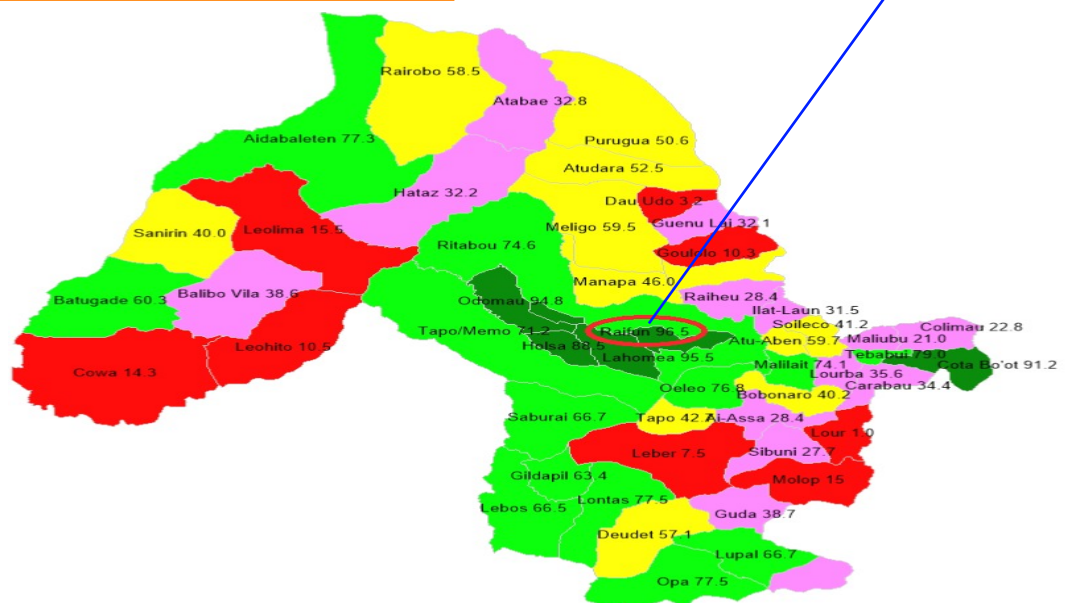 Rairobo 58.5
Atabae 32.8
Aidabaleten 77.3
Purugua 50.6
Atudara 52.5
Hataz 32.2
Dau Udo 3.2
Guenu Lai 32.1
Sanirin 40.0
Leolima 15.5
Meligo 59.5
Ritabou 74.6
Goulolo 10.3
Manapa 46.0
Batugade 60.3
Balibo Vila 38.6
Odomau 94.8
Raiheu 28.4
Ilat-Laun 31.5
Soileco 41.2
Colimau 22.8
Tapo/Memo 71.2
Raifun 96.5
Atu-Aben 59.7
Maliubu 21.0
Leohito 10.5
Holsa 88.5
Lahomea 95.5
Tebabui 79.0
Malilait 74.1
Cota Bo'ot 91.2
Cowa 14.3
Lourba 35.6
Oeleo 76.8
Carabau 34.4
Bobonaro 40.2
Saburai 66.7
Tapo 42.7
Ai-Assa 28.4
Lour 1.0
Leber 7.5
Sibuni 27.7
Gildapil 63.4
Molop 15
Lebos 66.5
Lontas 77.5
Guda 38.7
Deudet 57.1
Lupal 66.7
Opa 77.5